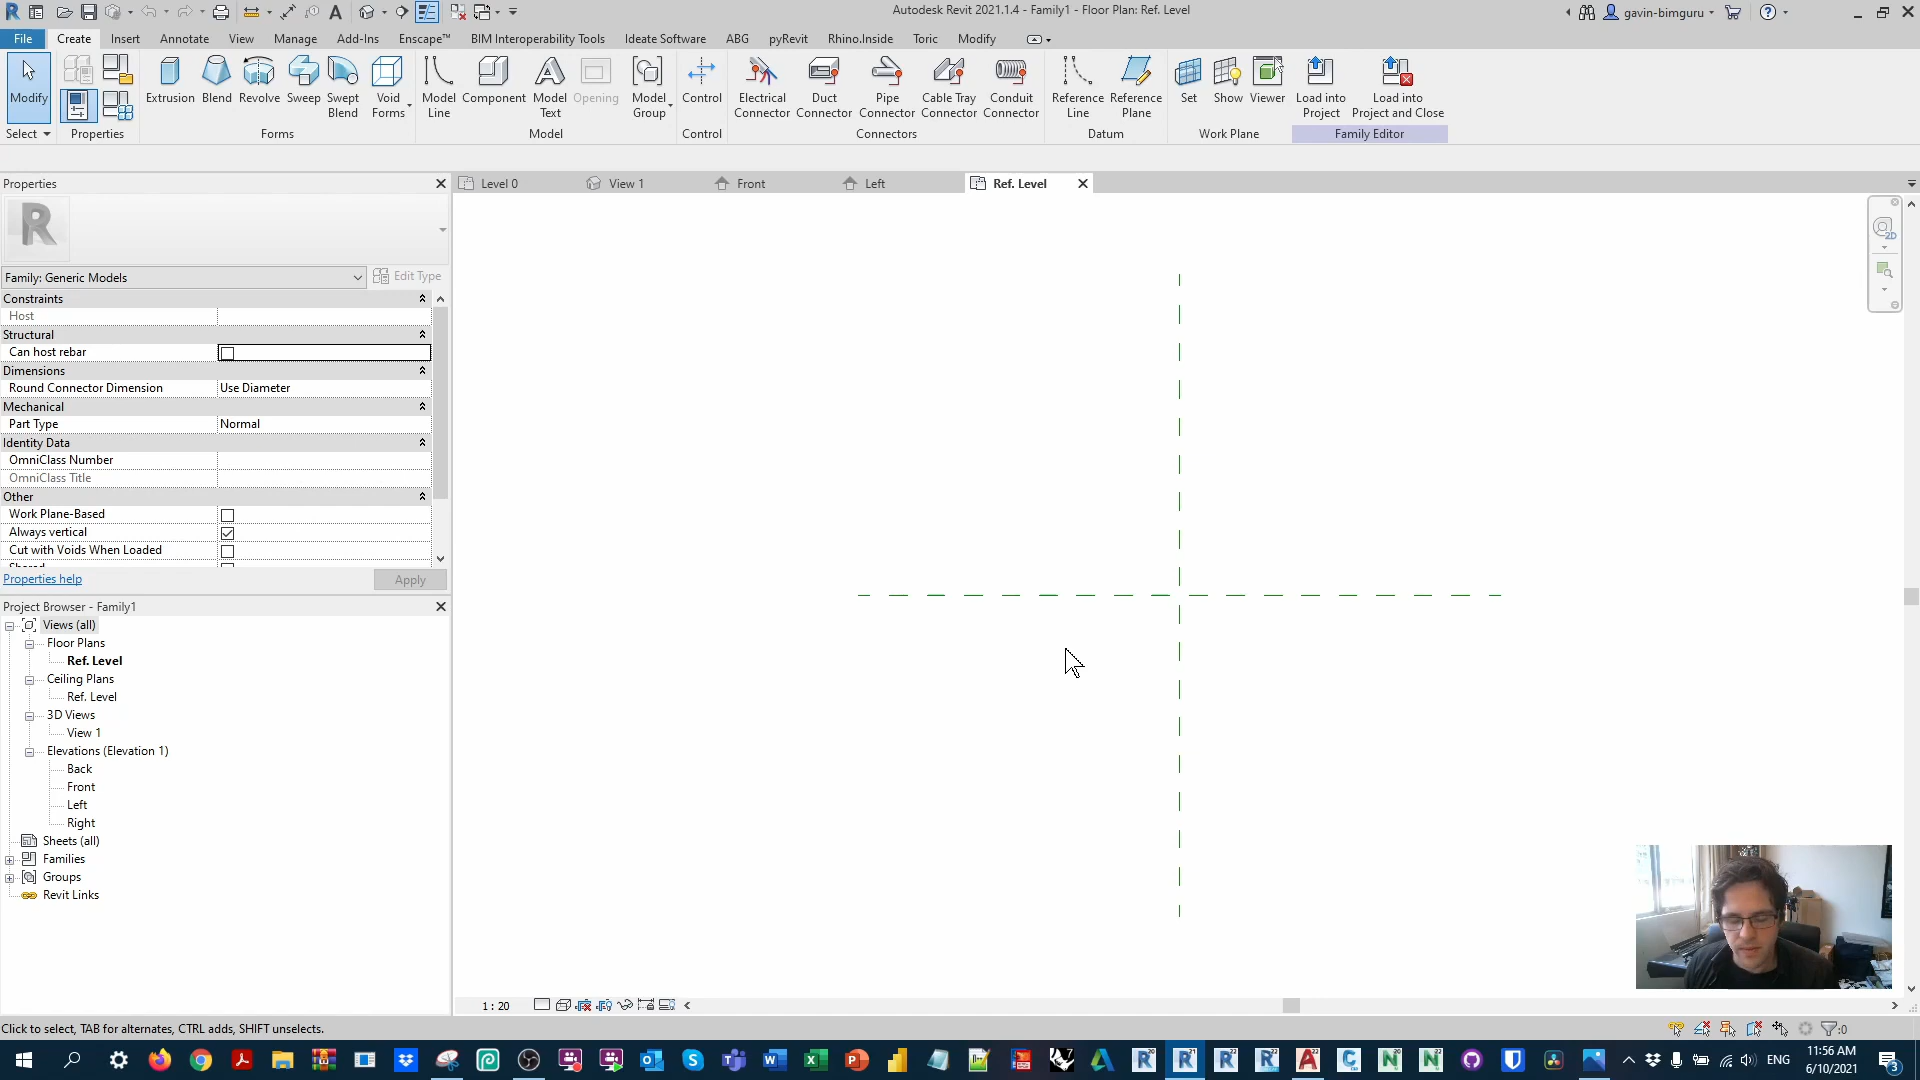 Autodesk Revit 2021.1.4 - Family1 - Floor Plan: Ref. Level
gavin-bimguru
File Create Insert Annotate View Manage Add-Ins Enscape™ BIM Interoperability Tools Ideate Software ABG pyRevit Rhino.Inside Toric Modify
Modify
Extrusion Blend Revolve Sweep Swept Blend Void Forms
Model Line Component Model Text Opening Model Group
Control
Electrical Connector Duct Connector Pipe Connector Cable Tray Connector Conduit Connector
Reference Line Reference Plane
Set Show Viewer
Load into Project Load into Project and Close
Select Properties Forms Model Control Connectors Datum Work Plane Family Editor
Properties
Level 0 View 1 Front Left Ref. Level
2D
Family: Generic Models Edit Type
Constraints
Host
Structural
Can host rebar
Dimensions
Round Connector Dimension Use Diameter
Mechanical
Part Type Normal
Identity Data
OmniClass Number
OmniClass Title
Other
Work Plane-Based
Always vertical
Cut with Voids When Loaded
Shared
Properties help Apply
Project Browser - Family1
Views (all)
Floor Plans
Ref. Level
Ceiling Plans
Ref. Level
3D Views
View 1
Elevations (Elevation 1)
Back
Front
Left
Right
Sheets (all)
Families
Groups
Revit Links
1 : 20
Click to select, TAB for alternates, CTRL adds, SHIFT unselects.
:0
ENG
11:56 AM
6/10/2021
3